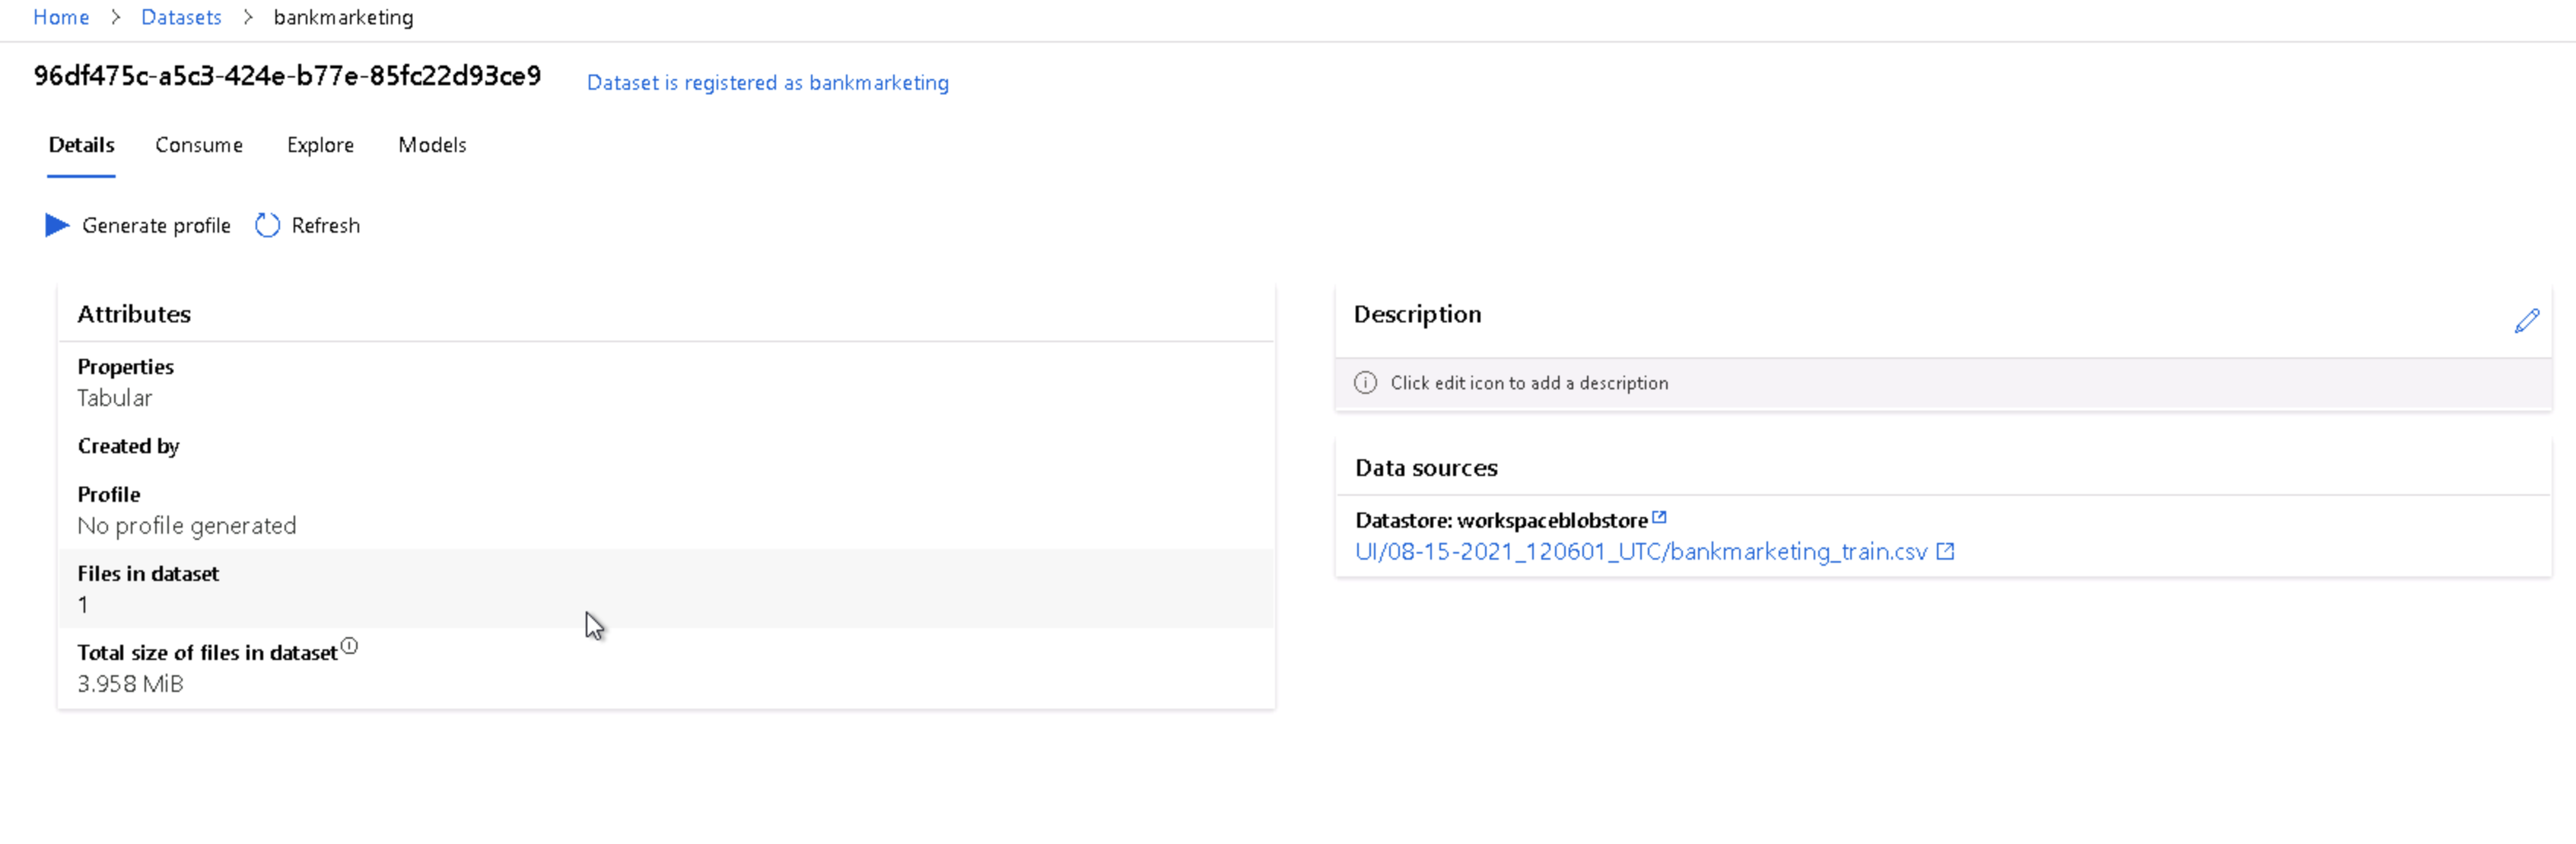 Home > Datasets > bankmarketing
96df475c-a5c3-424e-b77e-85fc22d93ce9 Dataset is registered as bankmarketing
Details Consume Explore Models
Generate profile Refresh
Attributes
Properties
Tabular
Created by
Profile
No profile generated
Files in dataset
1
Total size of files in dataset
3.958 MiB
Description
Click edit icon to add a description
Data sources
Datastore: workspaceblobstore
UI/08-15-2021_120601_UTC/bankmarketing_train.csv